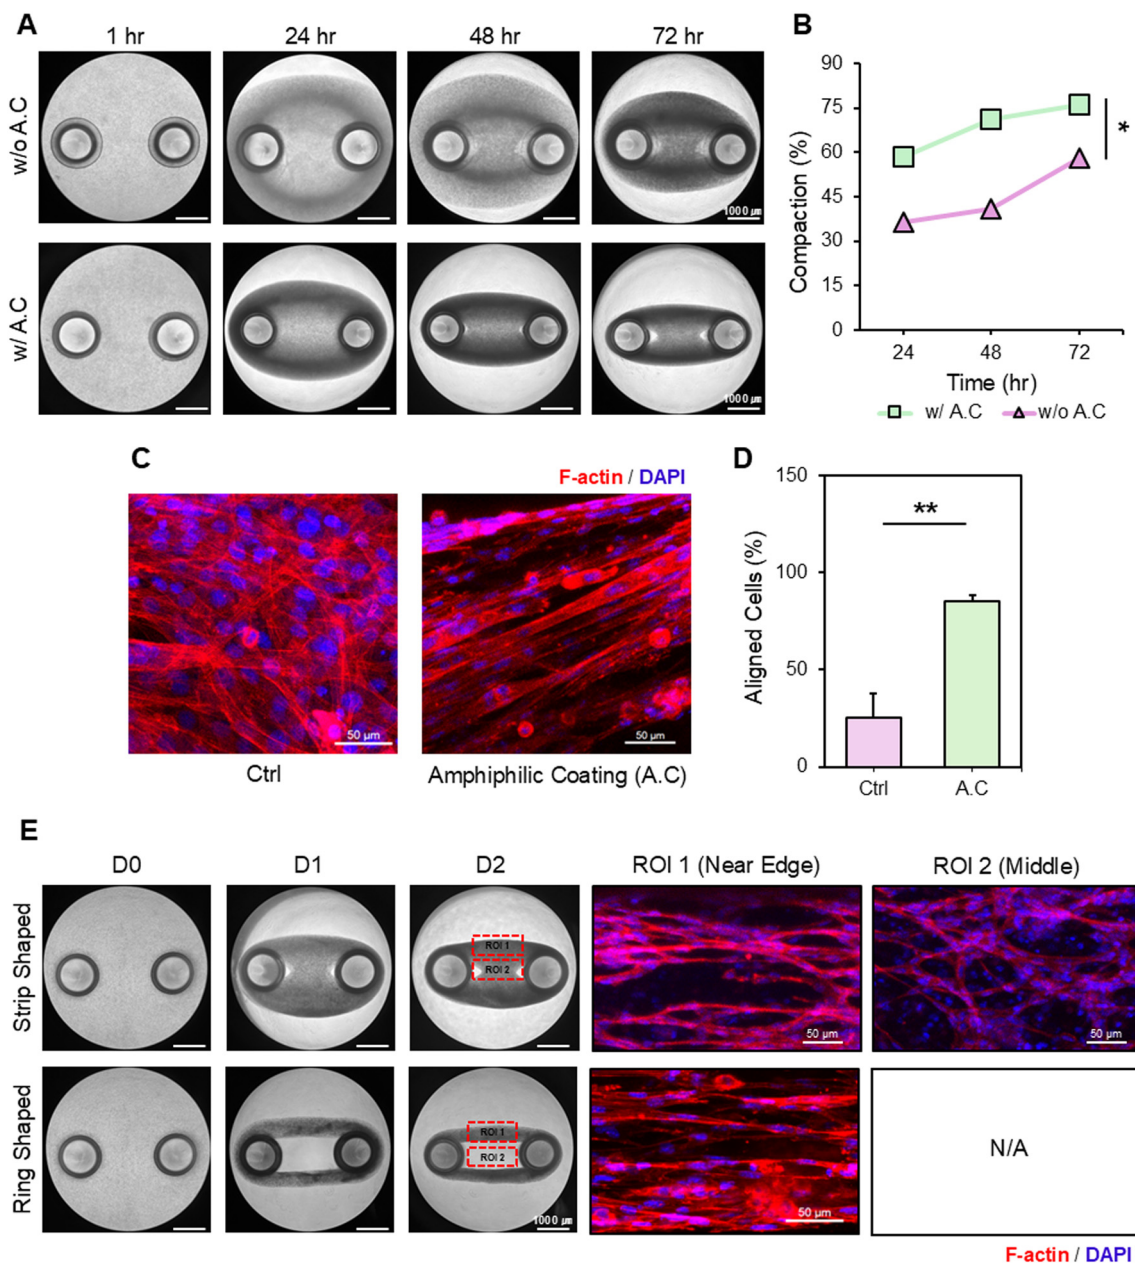 A
1 hr 24 hr 48 hr 72 hr
w/o A.C
1000 µm
w/ A.C
1000 µm
B
Compaction (%)
90
75
60
45
30
15
0
*
24 48 72
Time (hr)
w/ A.C w/o A.C
C
F-actin / DAPI
50 µm 50 µm
Ctrl Amphiphilic Coating (A.C)
D
Aligned Cells (%)
150
100
50
0
**
Ctrl A.C
E
D0 D1 D2 ROI 1 (Near Edge) ROI 2 (Middle)
Strip Shaped
ROI 1
ROI 2
50 µm 50 µm
Ring Shaped
ROI 1
ROI 2
1000 µm
50 µm
N/A
F-actin / DAPI